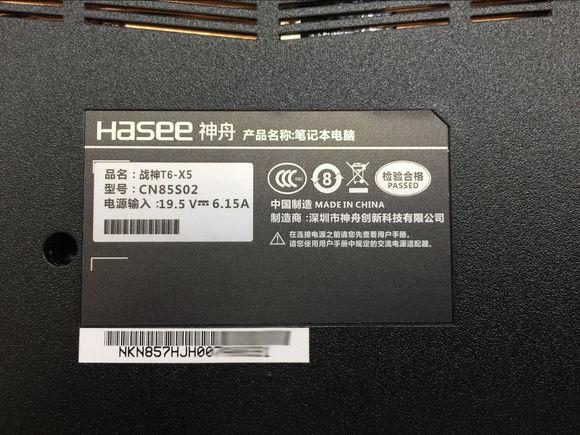 Hasee 神舟 产品名称:笔记本电脑
品名：战神T6-X5
型号：CN85S02
电源输入：19.5V⎓6.15A
CCC
S&E
8
检验合格
PASSED
中国制造 MADE IN CHINA
制造商：深圳市神舟创新科技有限公司
在连接电源之前请您先查看用户手册。
请您使用用户手册中规定的交流电源适配器。
NKN857HJH00